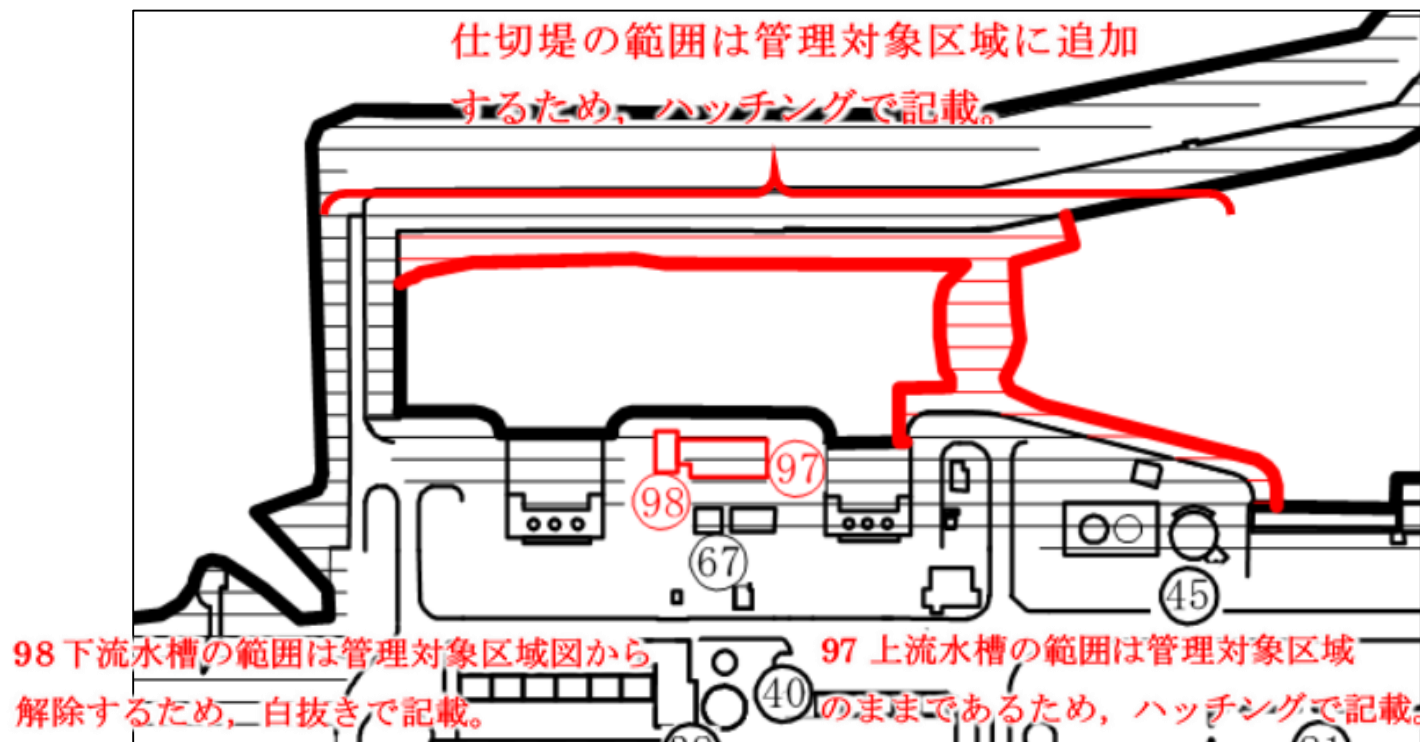 仕切堤の範囲は管理対象区域に追加
するため，ハッチングで記載。
97
98
67
45
98 下流水槽の範囲は管理対象区域図から
解除するため，白抜きで記載。
97 上流水槽の範囲は管理対象区域
のままであるため，ハッチングで記載。
40